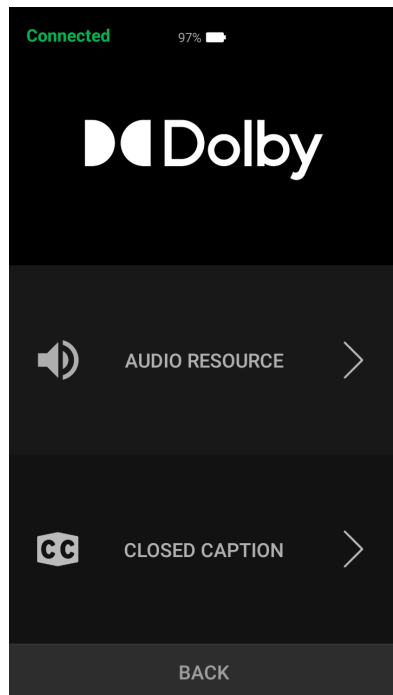 Connected 97%
Dolby
AUDIO RESOURCE
CC CLOSED CAPTION
BACK